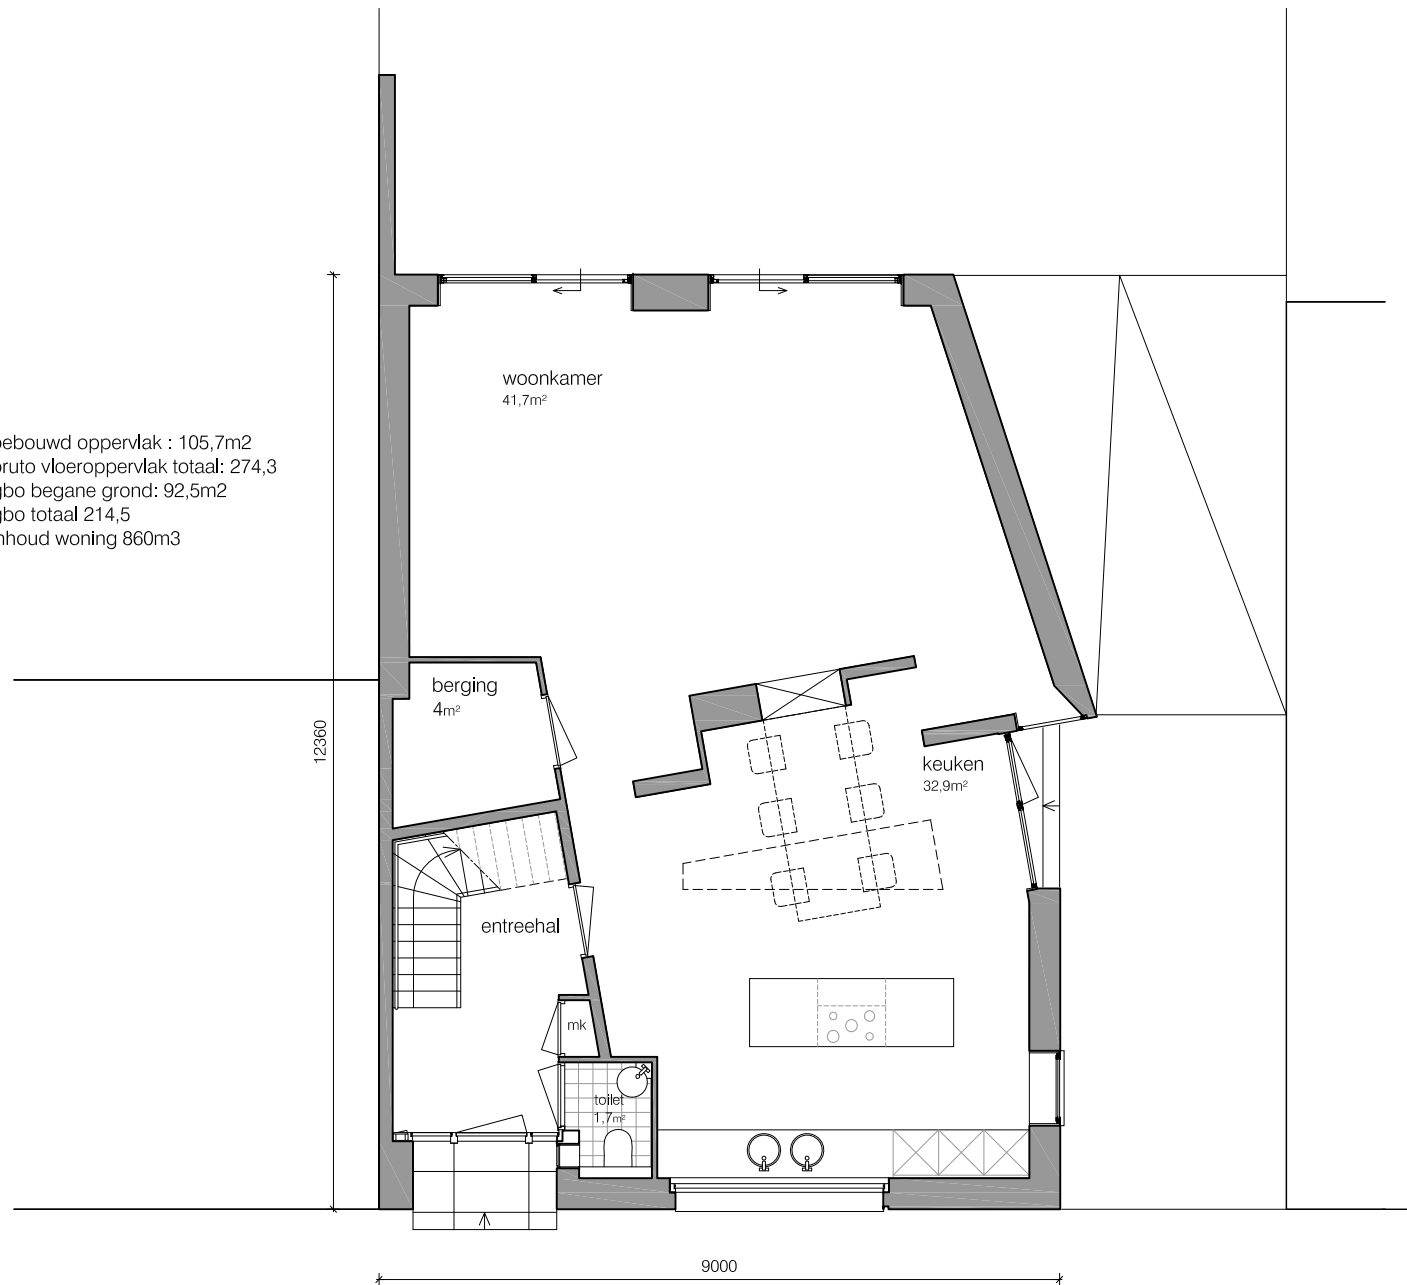 woonkamer
41,7m²
ebouwd oppervlak : 105,7m2
ruto vloeroppervlak totaal: 274,3
bo begane grond: 92,5m2
bo totaal 214,5
nhoud woning 860m3
berging
4m²
12360
keuken
32,9m²
entreehal
mk
toilet
1,7m²
9000